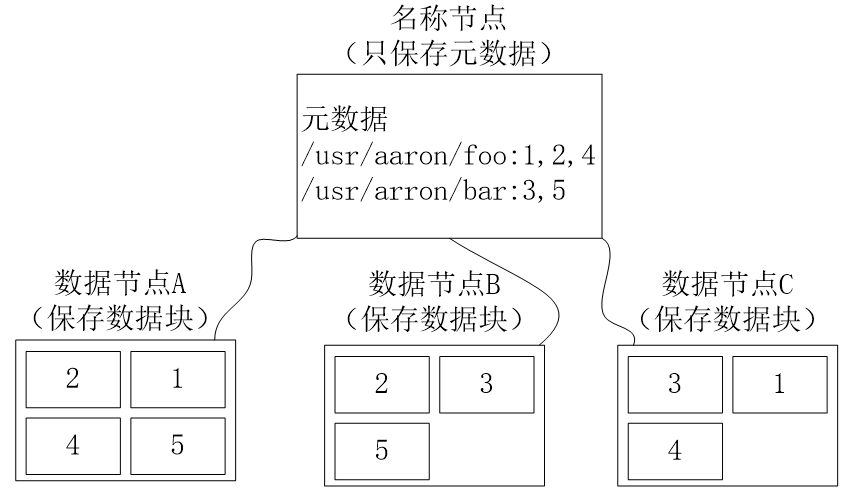 名称节点
（只保存元数据）
元数据
/usr/aaron/foo:1,2,4
/usr/arron/bar:3,5
数据节点A
（保存数据块）
2 1
4 5
数据节点B
（保存数据块）
2 3
5
数据节点C
（保存数据块）
3 1
4